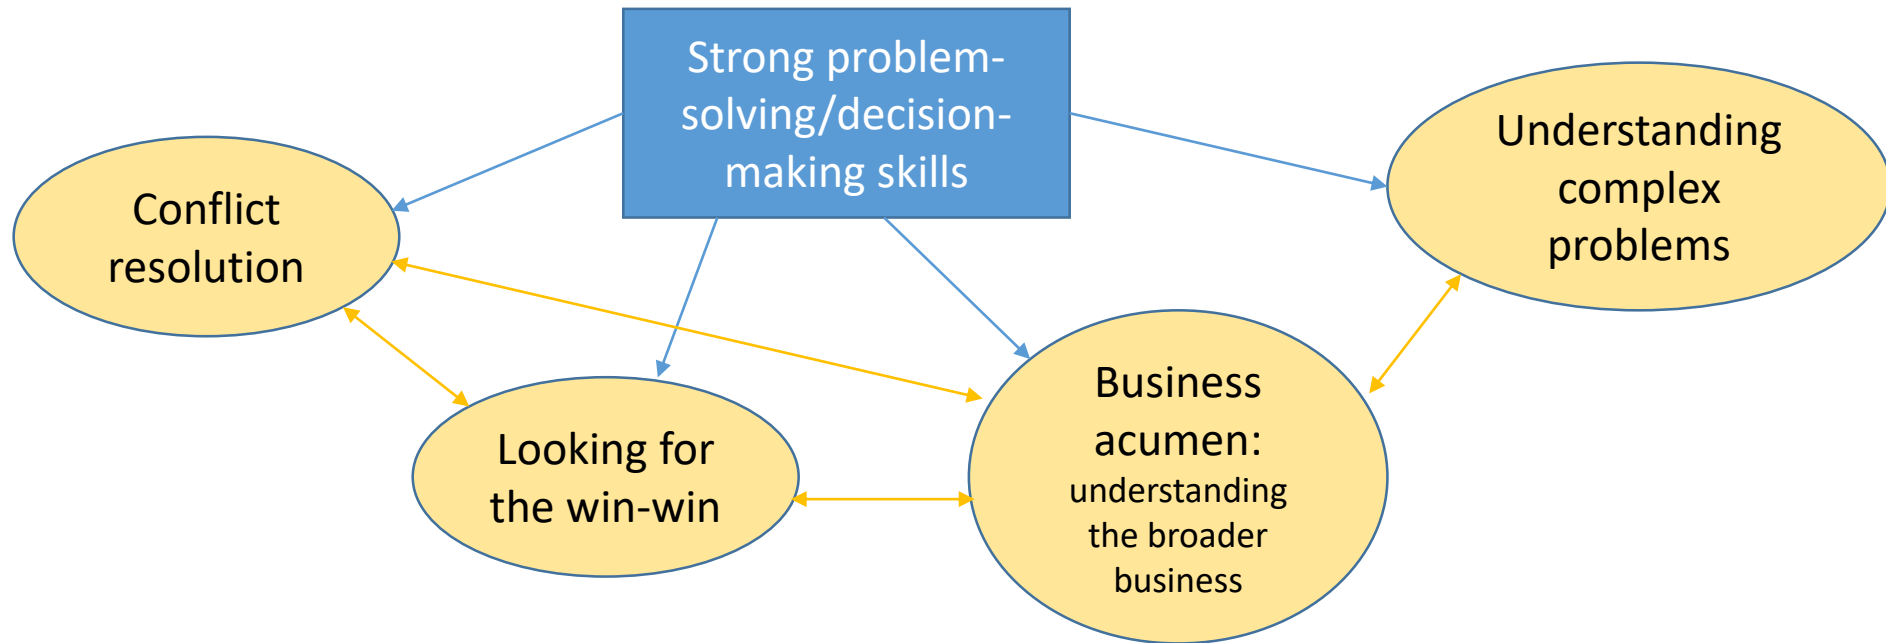 Strong problem-
solving/decision-
making skills
Conflict
resolution
Understanding
complex
problems
Looking for
the win-win
Business
acumen:
understanding
the broader
business